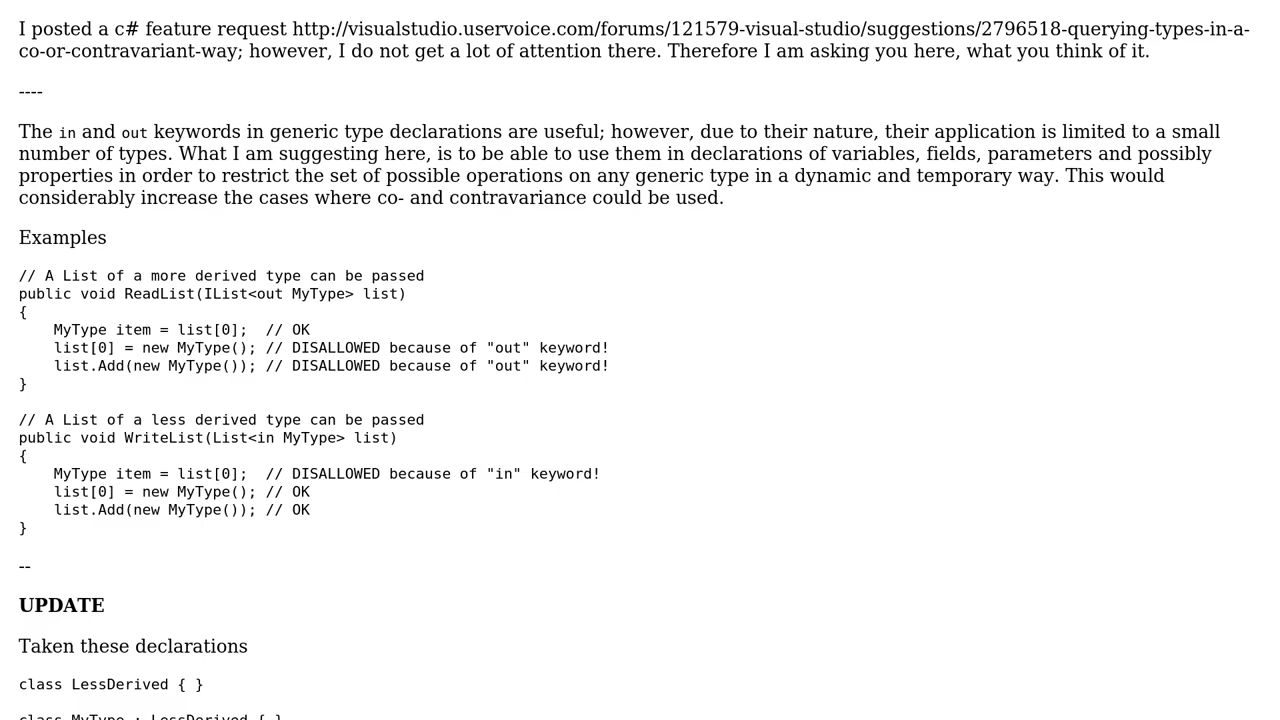 I posted a c# feature request http://visualstudio.uservoice.com/forums/121579-visual-studio/suggestions/2796518-querying-types-in-a-
co-or-contravariant-way; however, I do not get a lot of attention there. Therefore I am asking you here, what you think of it.
----
The in and out keywords in generic type declarations are useful; however, due to their nature, their application is limited to a small
number of types. What I am suggesting here, is to be able to use them in declarations of variables, fields, parameters and possibly
properties in order to restrict the set of possible operations on any generic type in a dynamic and temporary way. This would
considerably increase the cases where co- and contravariance could be used.
Examples
// A List of a more derived type can be passed
public void ReadList(IList<out MyType> list)
{
    MyType item = list[0];  // OK
    list[0] = new MyType(); // DISALLOWED because of "out" keyword!
    list.Add(new MyType()); // DISALLOWED because of "out" keyword!
}
// A List of a less derived type can be passed
public void WriteList(List<in MyType> list)
{
    MyType item = list[0];  // DISALLOWED because of "in" keyword!
    list[0] = new MyType(); // OK
    list.Add(new MyType()); // OK
}
--
UPDATE
Taken these declarations
class LessDerived { }
class MyType : LessDerived { }